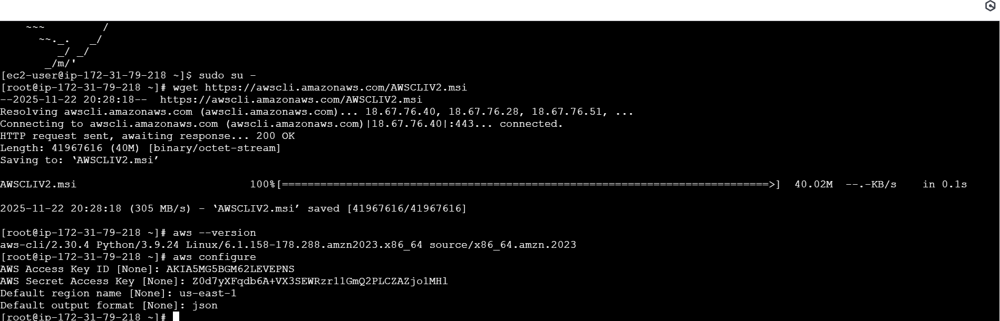 ~~~ /
~~._. _/
_/ _/
_/m/'
[ec2-user@ip-172-31-79-218 ~]$ sudo su -
[root@ip-172-31-79-218 ~]# wget https://awscli.amazonaws.com/AWSCLIV2.msi
--2025-11-22 20:28:18-- https://awscli.amazonaws.com/AWSCLIV2.msi
Resolving awscli.amazonaws.com (awscli.amazonaws.com)... 18.67.76.40, 18.67.76.28, 18.67.76.51, ...
Connecting to awscli.amazonaws.com (awscli.amazonaws.com)|18.67.76.40|:443... connected.
HTTP request sent, awaiting response... 200 OK
Length: 41967616 (40M) [binary/octet-stream]
Saving to: ‘AWSCLIV2.msi’
AWSCLIV2.msi 100%[============================================================================>] 40.02M --.-KB/s in 0.1s
2025-11-22 20:28:18 (305 MB/s) - ‘AWSCLIV2.msi’ saved [41967616/41967616]
[root@ip-172-31-79-218 ~]# aws --version
aws-cli/2.30.4 Python/3.9.24 Linux/6.1.158-178.288.amzn2023.x86_64 source/x86_64.amzn.2023
[root@ip-172-31-79-218 ~]# aws configure
AWS Access Key ID [None]: AKIA5MG5BGM62LEVEPNS
AWS Secret Access Key [None]: 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
Default region name [None]: us-east-1
Default output format [None]: json
[root@ip-172-31-79-218 ~]#